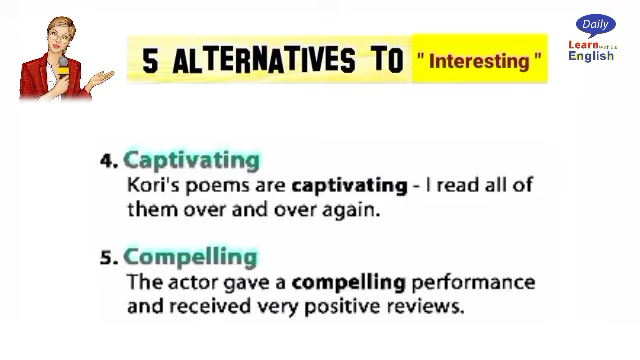 5 ALTERNATIVES TO " Interesting "
Daily
Learn
English
4. Captivating
Kori's poems are captivating - I read all of
them over and over again.
5. Compelling
The actor gave a compelling performance
and received very positive reviews.